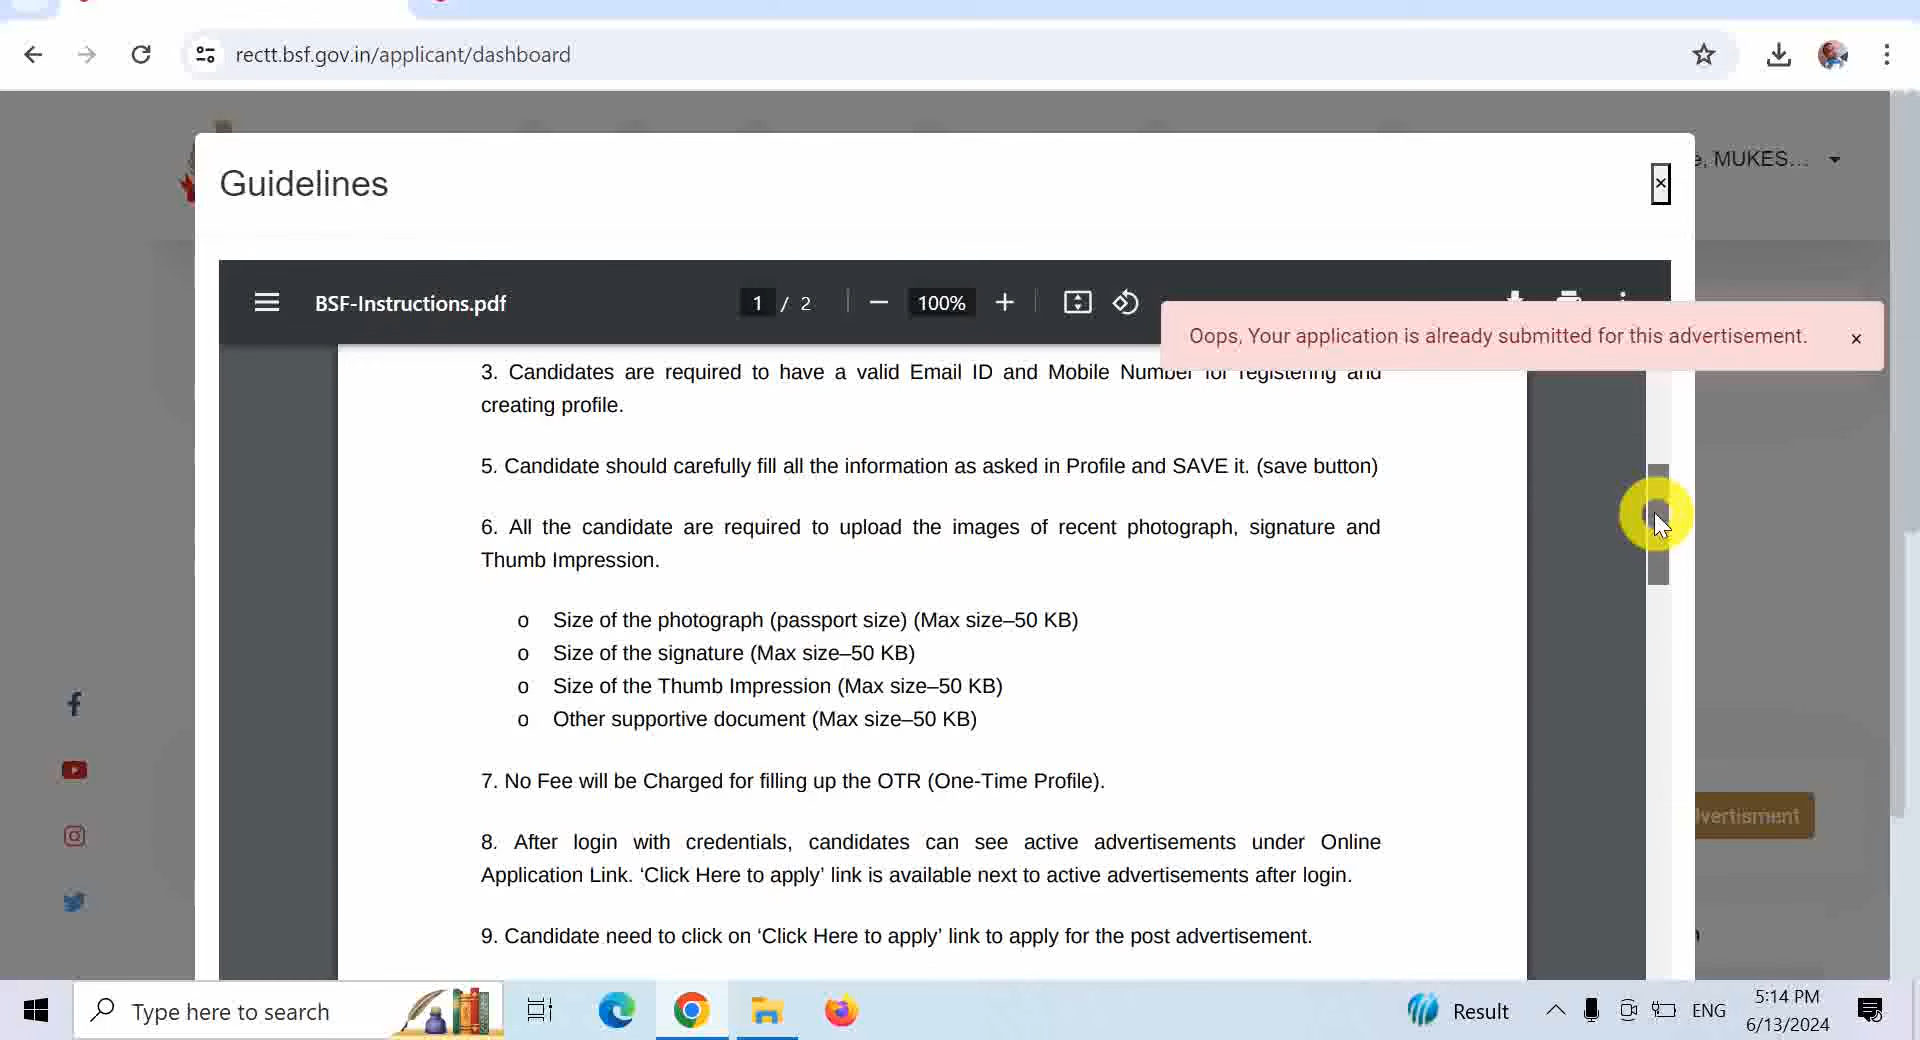 rectt.bsf.gov.in/applicant/dashboard
e, MUKES...
Guidelines
×
BSF-Instructions.pdf
1 / 2
100%
Oops, Your application is already submitted for this advertisement. ×
3. Candidates are required to have a valid Email ID and Mobile Number for registering and
creating profile.
5. Candidate should carefully fill all the information as asked in Profile and SAVE it. (save button)
6. All the candidate are required to upload the images of recent photograph, signature and
Thumb Impression.
o Size of the photograph (passport size) (Max size–50 KB)
o Size of the signature (Max size–50 KB)
o Size of the Thumb Impression (Max size–50 KB)
o Other supportive document (Max size–50 KB)
7. No Fee will be Charged for filling up the OTR (One-Time Profile).
vertisment
8. After login with credentials, candidates can see active advertisements under Online
Application Link. ‘Click Here to apply’ link is available next to active advertisements after login.
9. Candidate need to click on ‘Click Here to apply’ link to apply for the post advertisement.
Type here to search
Result
ENG
5:14 PM
6/13/2024